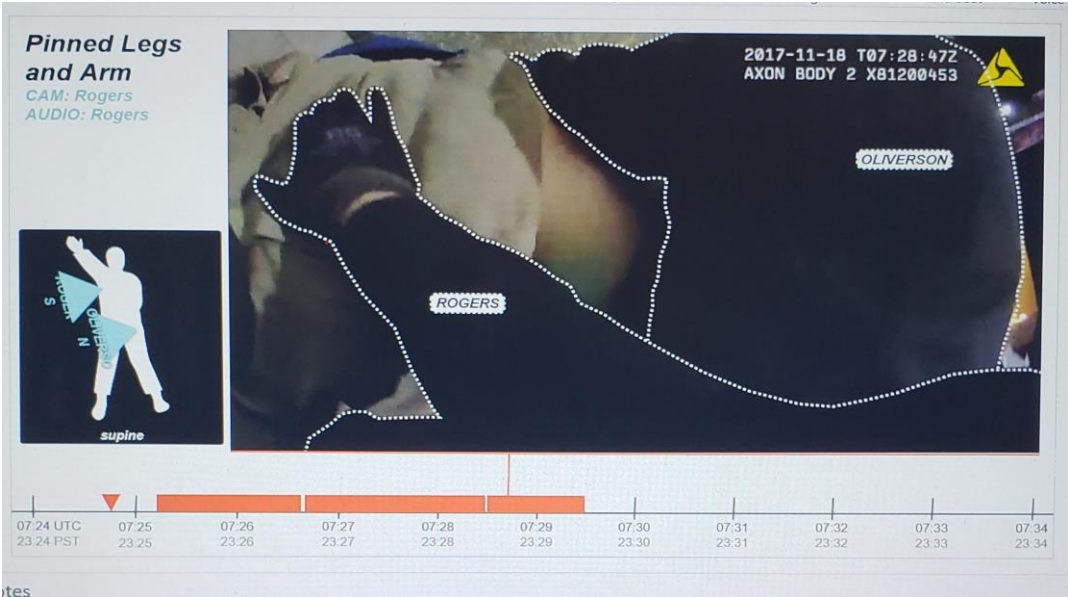 Pinned Legs
and Arm
CAM: Rogers
AUDIO: Rogers
2017-11-18 T07:28:47Z
AXON BODY 2 X81200453
OLIVERSON
ROGERS
ROGER
S
OLIVERSO
N
supine
07:24 UTC 07:25 07:26 07:27 07:28 07:29 07:30 07:31 07:32 07:33 07:34
23:24 PST 23:25 23:26 23:27 23:28 23:29 23:30 23:31 23:32 23:33 23:34
otes